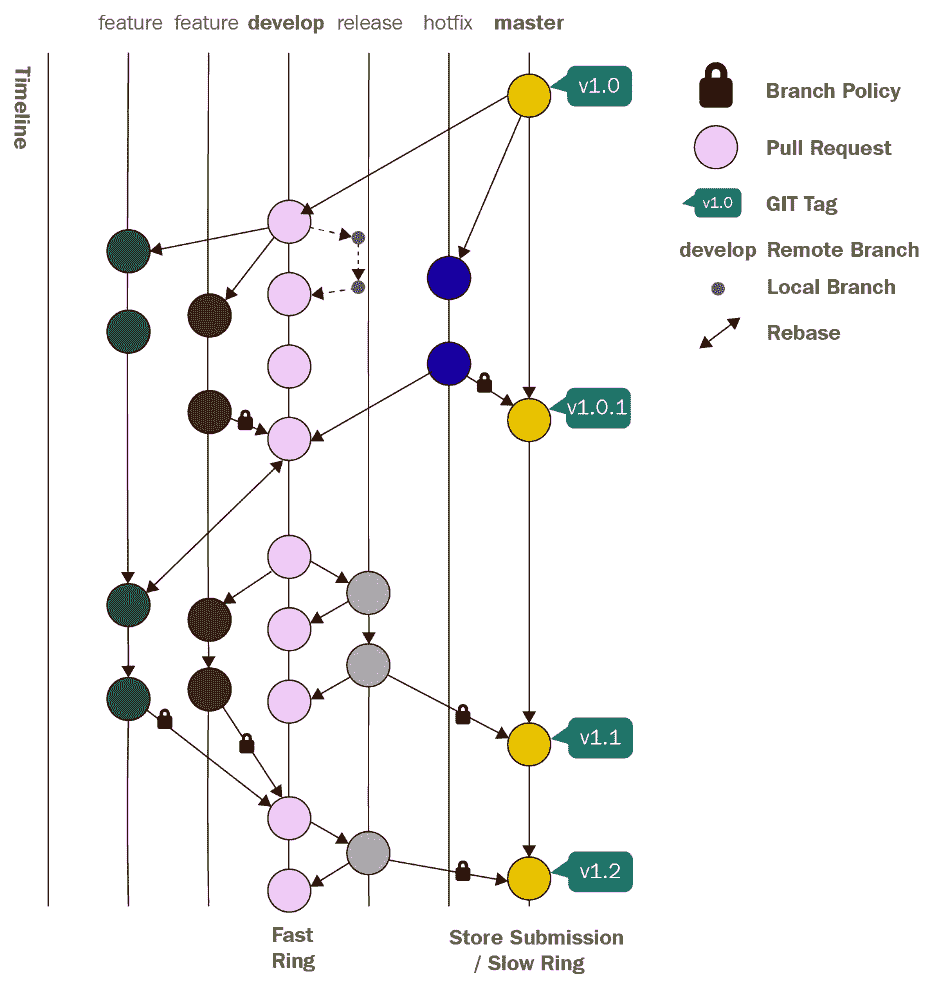 feature feature develop release hotfix master
Timeline
v1.0
Branch Policy
Pull Request
v1.0 GIT Tag
develop Remote Branch
Local Branch
Rebase
v1.0.1
v1.1
v1.2
Fast
Ring
Store Submission
/ Slow Ring